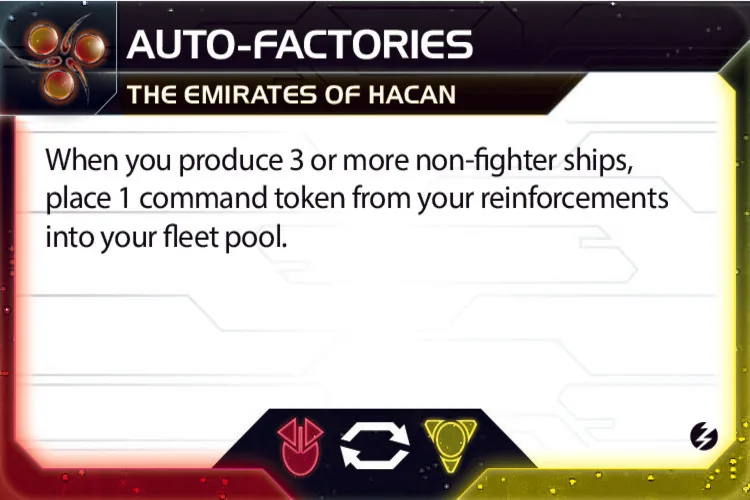 AUTO-FACTORIES
THE EMIRATES OF HACAN
When you produce 3 or more non-fighter ships,
place 1 command token from your reinforcements
into your fleet pool.